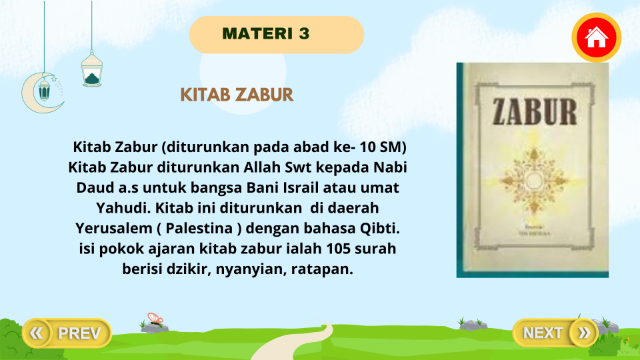 MATERI 3
KITAB ZABUR
Kitab Zabur (diturunkan pada abad ke- 10 SM)
Kitab Zabur diturunkan Allah Swt kepada Nabi
Daud a.s untuk bangsa Bani Israil atau umat
Yahudi. Kitab ini diturunkan di daerah
Yerusalem ( Palestina ) dengan bahasa Qibti.
isi pokok ajaran kitab zabur ialah 105 surah
berisi dzikir, nyanyian, ratapan.
ZABUR
PREV
NEXT